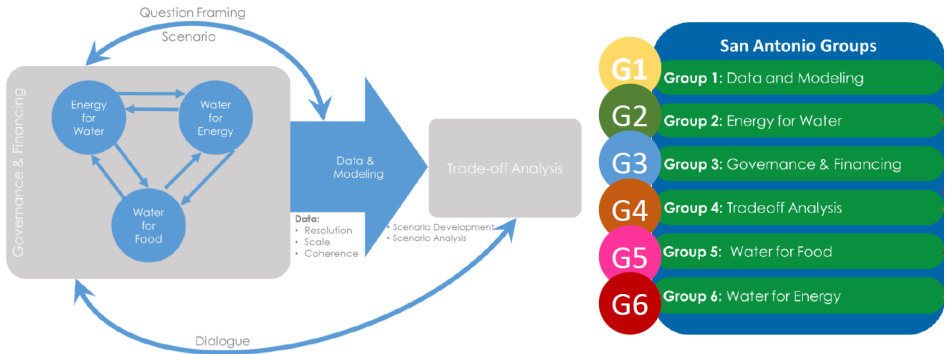 Question Framing
Scenario
Governance & Financing
Energy
for
Water
Water
for
Energy
Water
for
Food
Data &
Modeling
Trade-off Analysis
Data:
• Resolution
• Scale
• Coherence
• Scenario Development
• Scenario Analysis
Dialogue
San Antonio Groups
G1
Group 1: Data and Modeling
G2
Group 2: Energy for Water
G3
Group 3: Governance & Financing
G4
Group 4: Tradeoff Analysis
G5
Group 5: Water for Food
G6
Group 6: Water for Energy